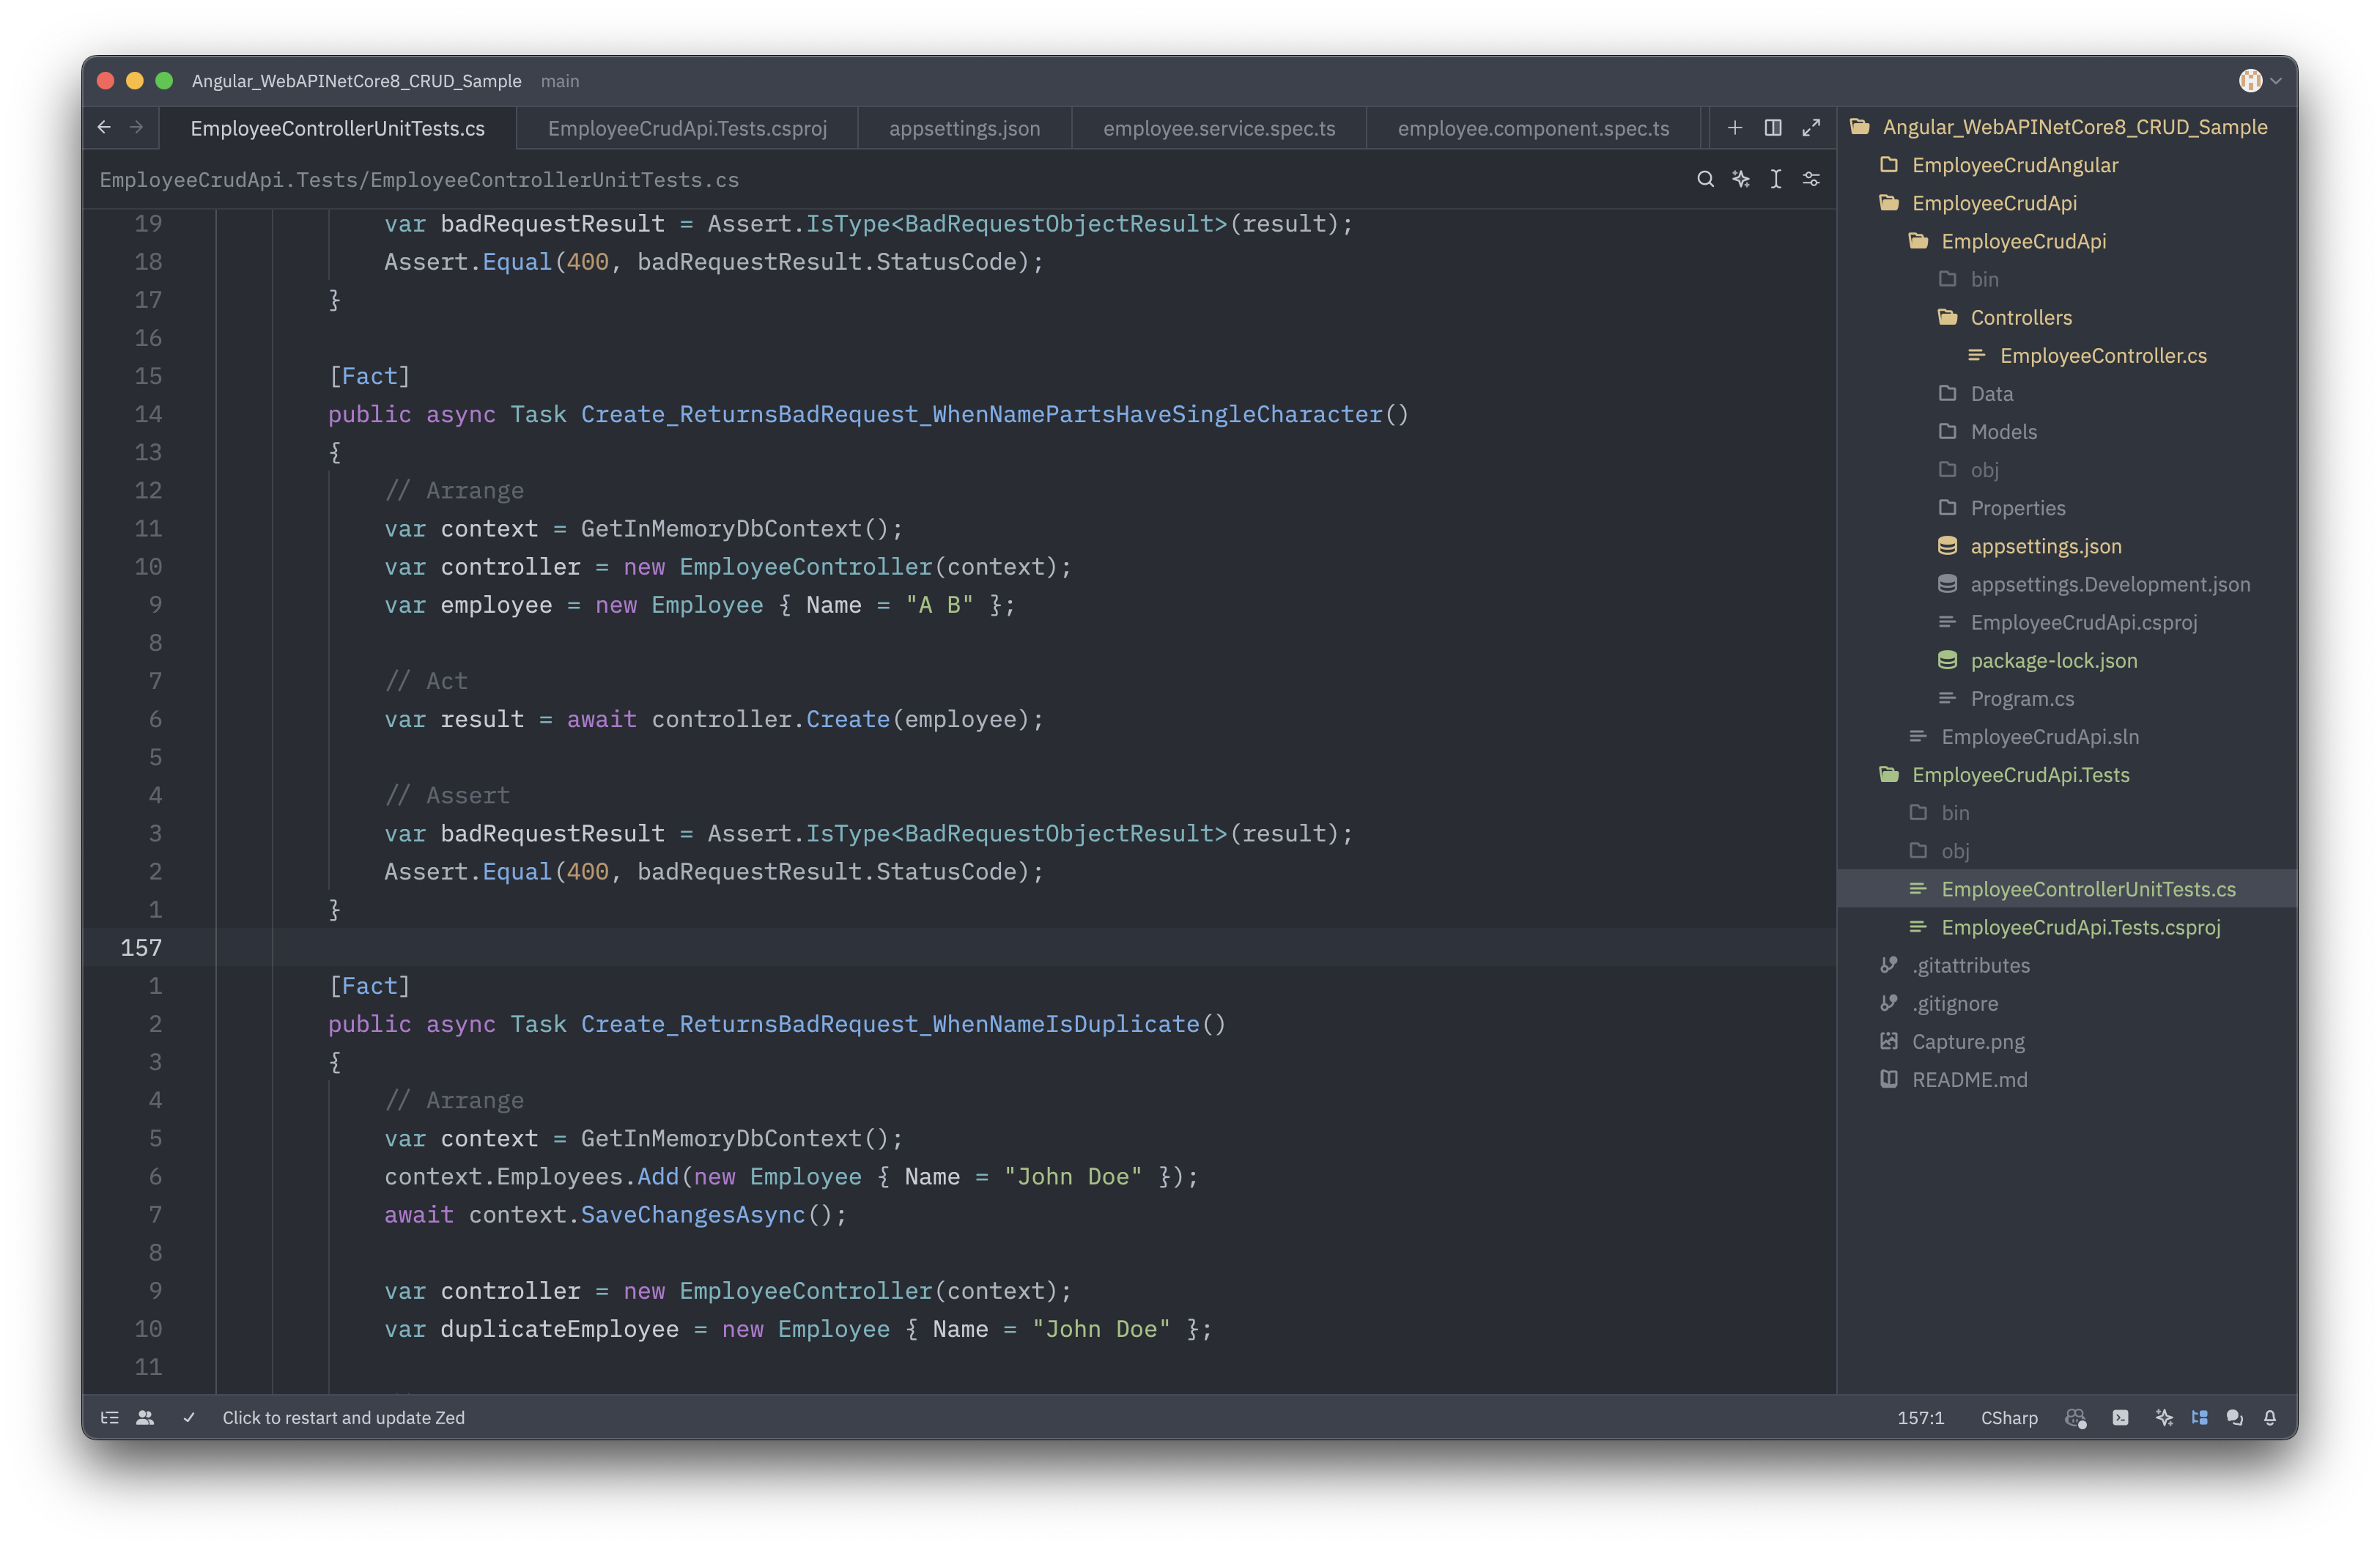 Angular_WebAPINetCore8_CRUD_Sample main
EmployeeControllerUnitTests.cs EmployeeCrudApi.Tests.csproj appsettings.json employee.service.spec.ts employee.component.spec.ts
EmployeeCrudApi.Tests/EmployeeControllerUnitTests.cs
19 var badRequestResult = Assert.IsType<BadRequestObjectResult>(result);
18 Assert.Equal(400, badRequestResult.StatusCode);
17 }
16
15 [Fact]
14 public async Task Create_ReturnsBadRequest_WhenNamePartsHaveSingleCharacter()
13 {
12 // Arrange
11 var context = GetInMemoryDbContext();
10 var controller = new EmployeeController(context);
9 var employee = new Employee { Name = "A B" };
8
7 // Act
6 var result = await controller.Create(employee);
5
4 // Assert
3 var badRequestResult = Assert.IsType<BadRequestObjectResult>(result);
2 Assert.Equal(400, badRequestResult.StatusCode);
1 }
157
1 [Fact]
2 public async Task Create_ReturnsBadRequest_WhenNameIsDuplicate()
3 {
4 // Arrange
5 var context = GetInMemoryDbContext();
6 context.Employees.Add(new Employee { Name = "John Doe" });
7 await context.SaveChangesAsync();
8
9 var controller = new EmployeeController(context);
10 var duplicateEmployee = new Employee { Name = "John Doe" };
11
Angular_WebAPINetCore8_CRUD_Sample
EmployeeCrudAngular
EmployeeCrudApi
EmployeeCrudApi
bin
Controllers
EmployeeController.cs
Data
Models
obj
Properties
appsettings.json
appsettings.Development.json
EmployeeCrudApi.csproj
package-lock.json
Program.cs
EmployeeCrudApi.sln
EmployeeCrudApi.Tests
bin
obj
EmployeeControllerUnitTests.cs
EmployeeCrudApi.Tests.csproj
.gitattributes
.gitignore
Capture.png
README.md
Click to restart and update Zed 157:1 CSharp